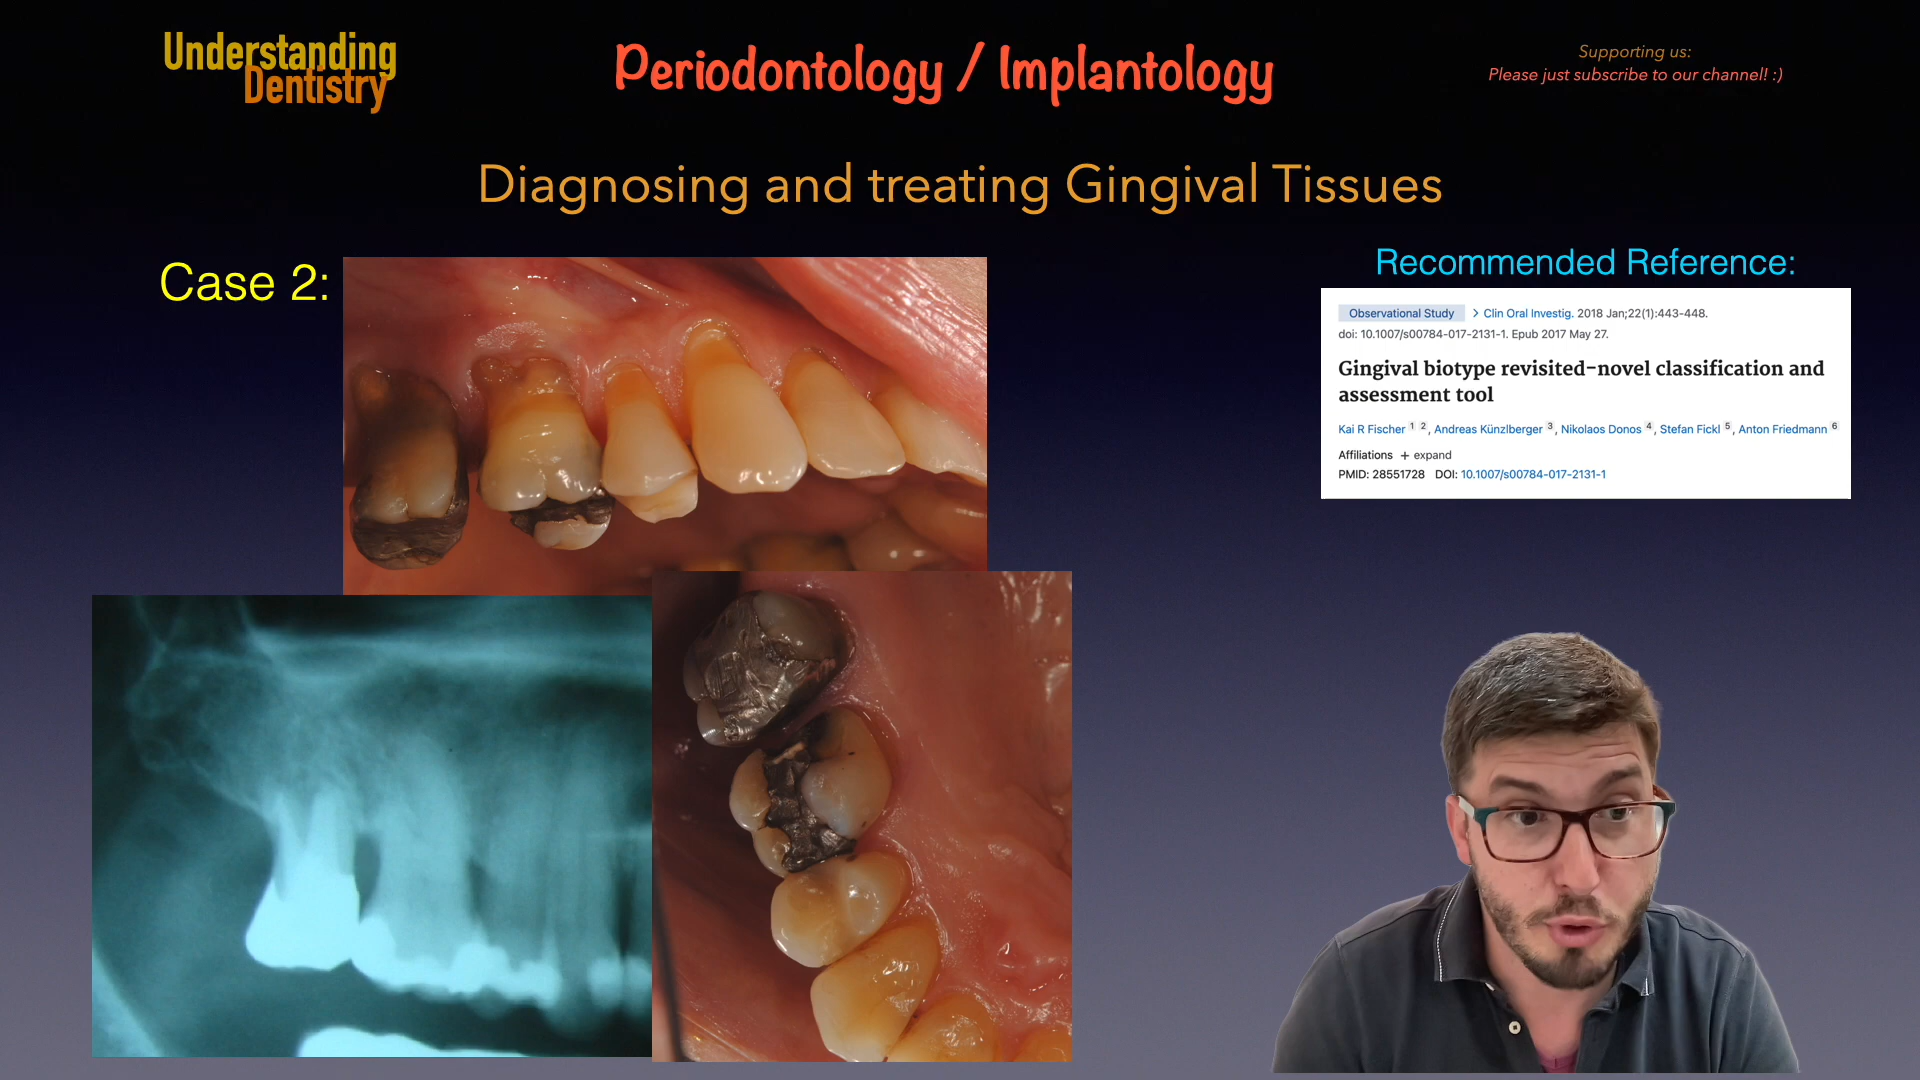 Understanding
Dentistry
Periodontology / Implantology
Supporting us:
Please just subscribe to our channel! :)
Diagnosing and treating Gingival Tissues
Case 2:
Recommended Reference:
Observational Study > Clin Oral Investig. 2018 Jan;22(1):443-448.
doi: 10.1007/s00784-017-2131-1. Epub 2017 May 27.
Gingival biotype revisited-novel classification and
assessment tool
Kai R Fischer 1 2, Andreas Künzlberger 3, Nikolaos Donos 4, Stefan Fickl 5, Anton Friedmann 6
Affiliations + expand
PMID: 28551728 DOI: 10.1007/s00784-017-2131-1